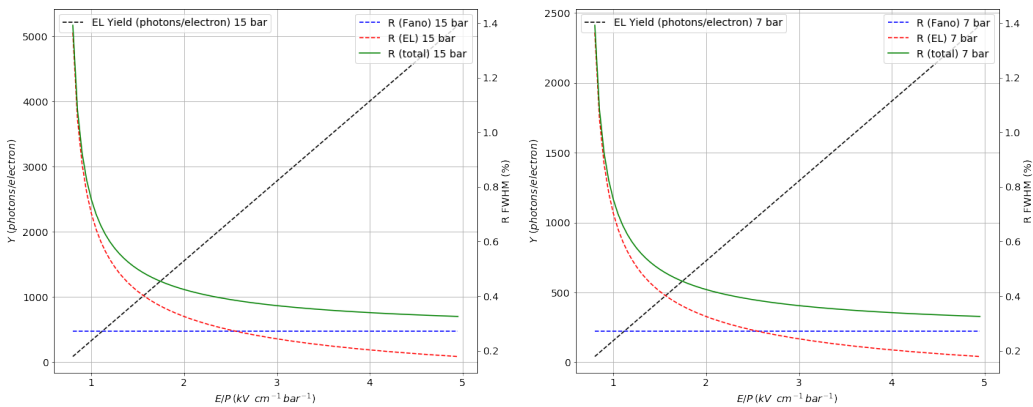 EL Yield (photons/electron) 15 bar
R (Fano) 15 bar
R (EL) 15 bar
R (total) 15 bar
5000
4000
3000
2000
1000
0
Y (photons/electron)
1.4
1.2
1.0
0.8
0.6
0.4
0.2
R FWHM (%)
1 2 3 4 5
E/P (kV cm⁻¹ bar⁻¹)
EL Yield (photons/electron) 7 bar
R (Fano) 7 bar
R (EL) 7 bar
R (total) 7 bar
2500
2000
1500
1000
500
0
Y (photons/electron)
1.4
1.2
1.0
0.8
0.6
0.4
0.2
R FWHM (%)
1 2 3 4 5
E/P (kV cm⁻¹ bar⁻¹)